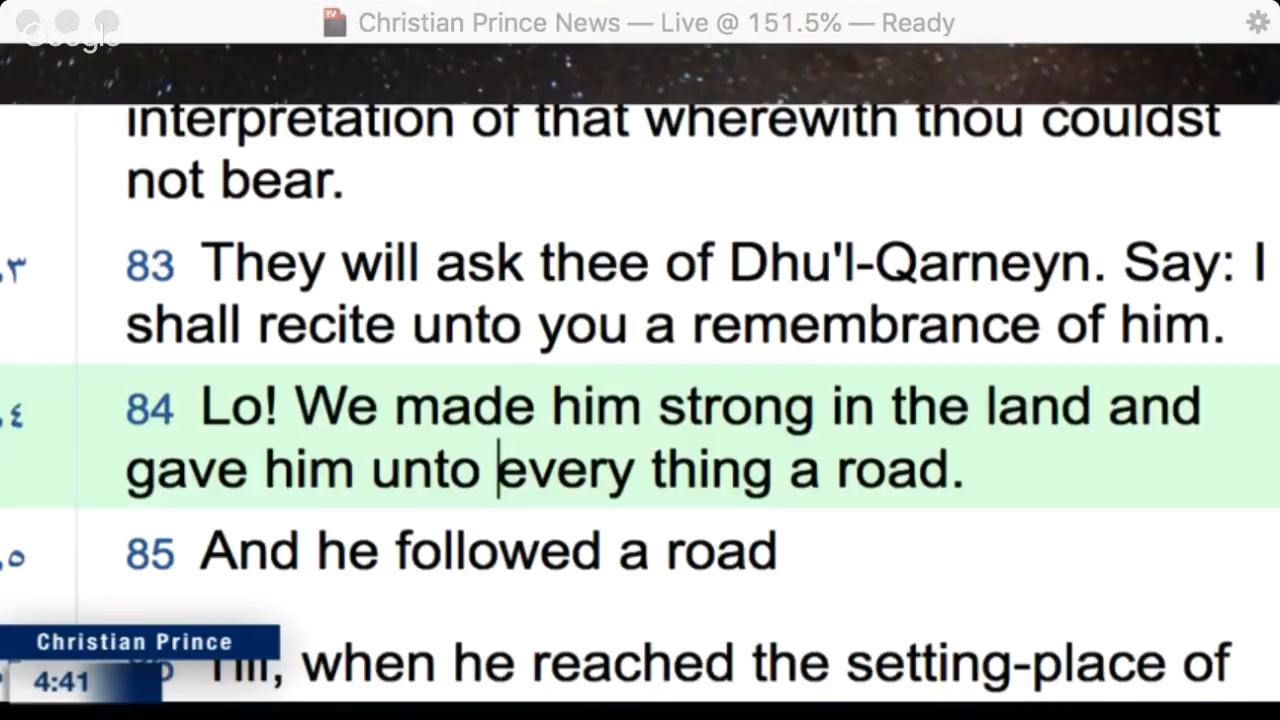 Christian Prince News — Live @ 151.5% — Ready
Google
interpretation of that wherewith thou couldst
not bear.
83 They will ask thee of Dhu'l-Qarneyn. Say: I
shall recite unto you a remembrance of him.
84 Lo! We made him strong in the land and
gave him unto every thing a road.
85 And he followed a road
Till, when he reached the setting-place of
Christian Prince
4:41